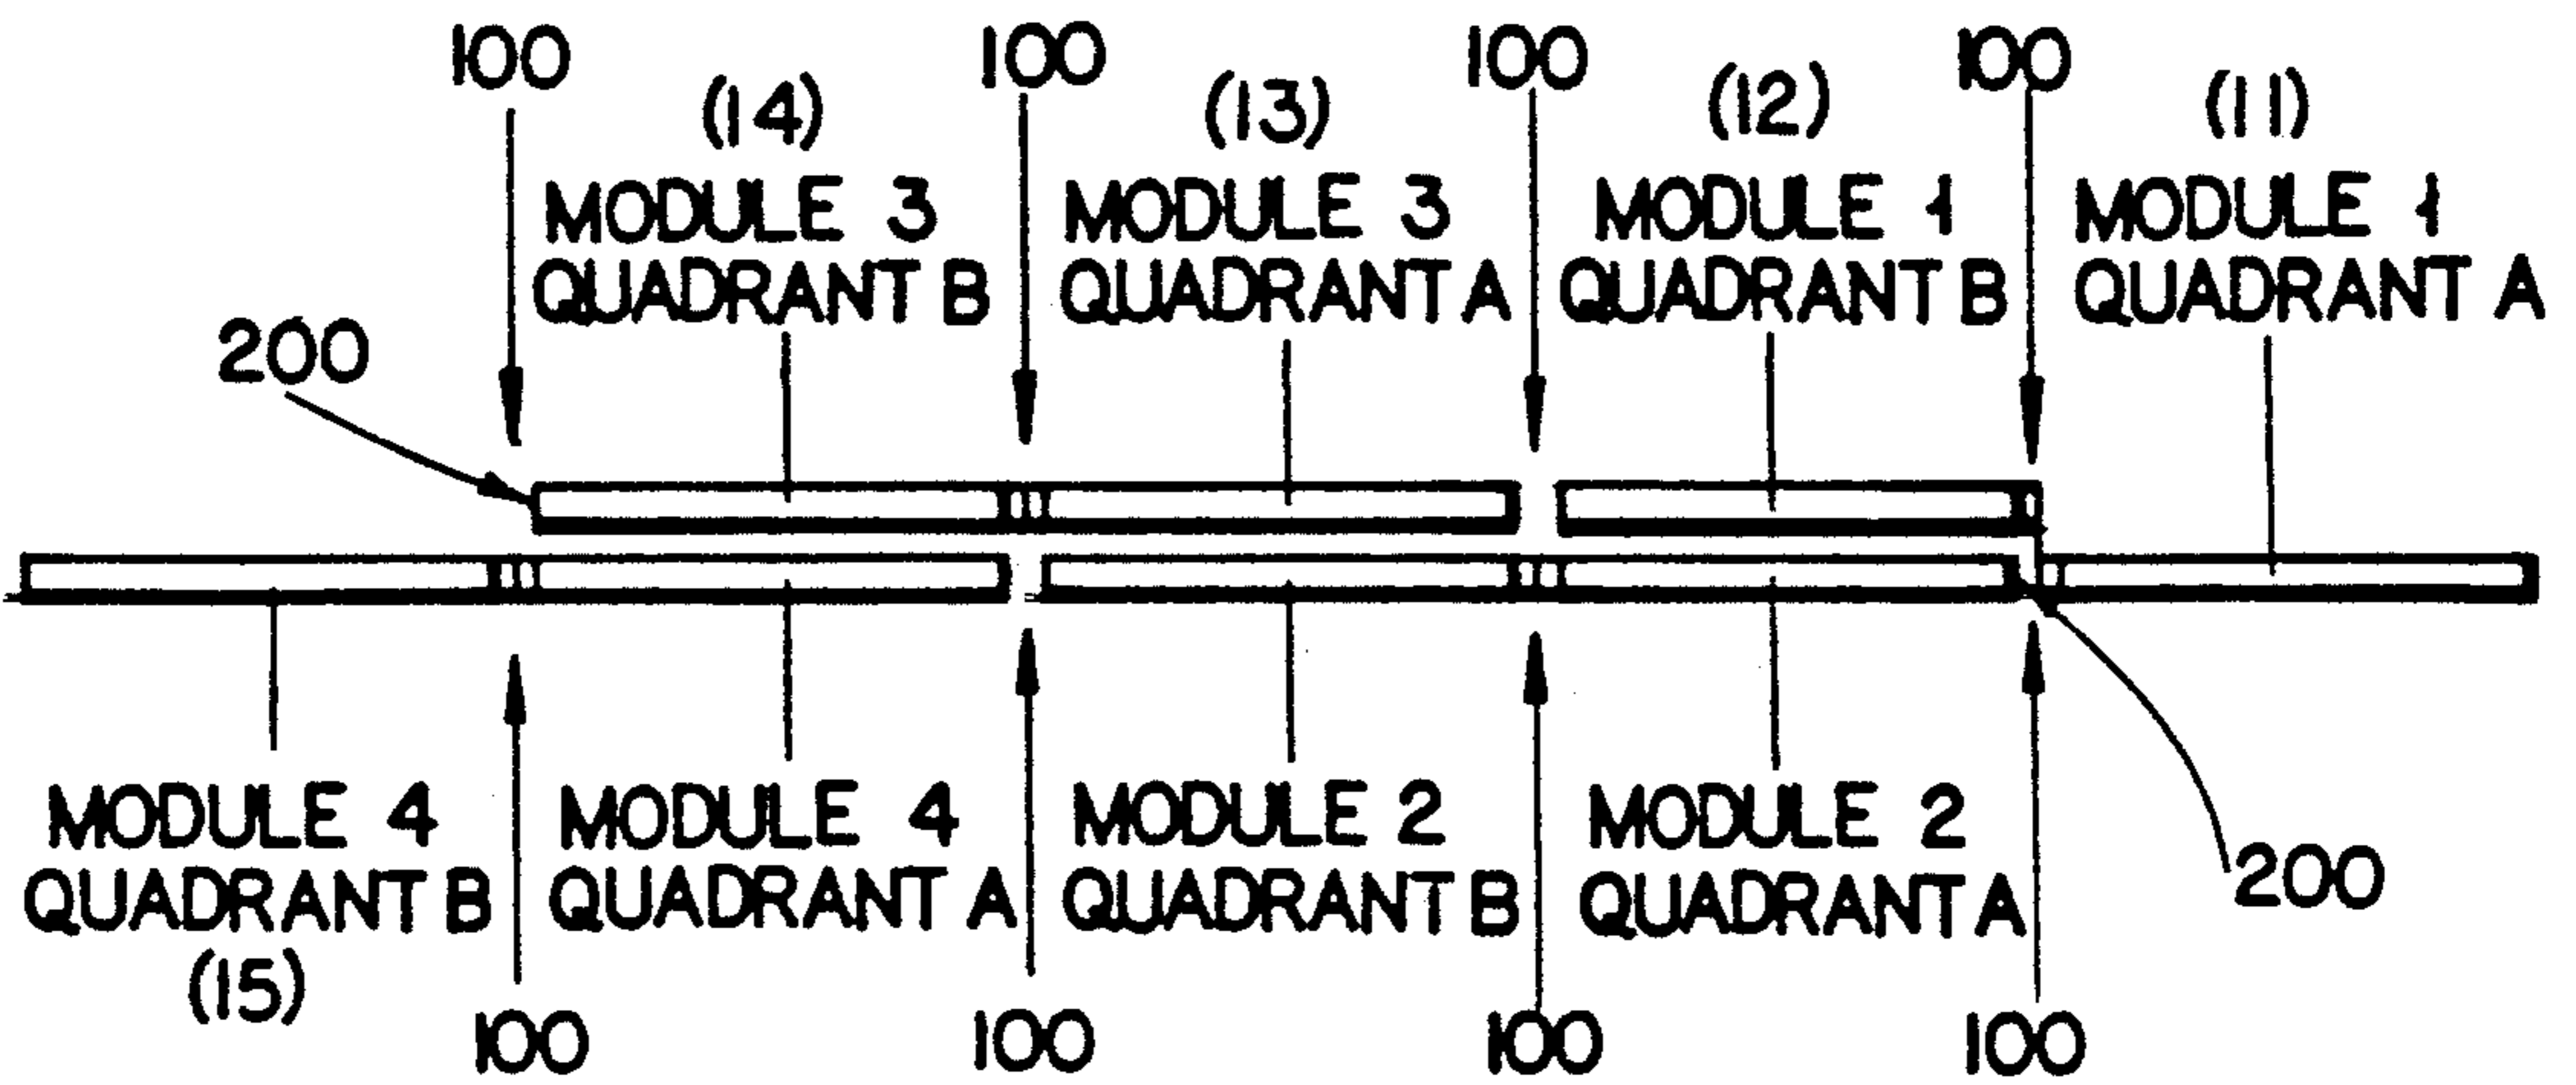 100 100 100 100
(14) (13) (12) (11)
MODULE 3 MODULE 3 MODULE 1 MODULE 1
QUADRANT B QUADRANT A QUADRANT B QUADRANT A
200
MODULE 4 MODULE 4 MODULE 2 MODULE 2
QUADRANT B QUADRANT A QUADRANT B QUADRANT A
200
(15)
100 100 100 100